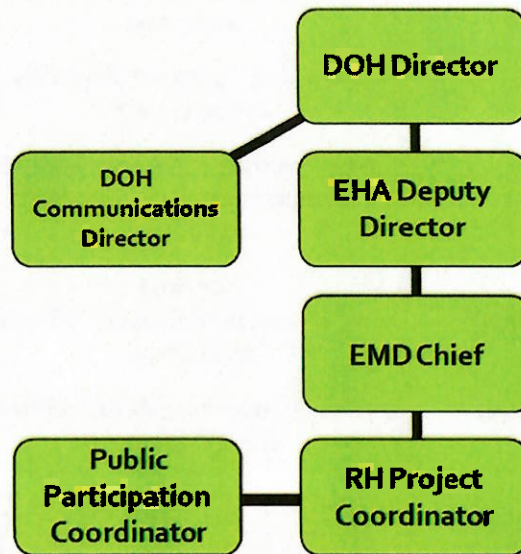 DOH Director
DOH
Communications
Director
EHA Deputy
Director
EMD Chief
Public
Participation
Coordinator
RH Project
Coordinator